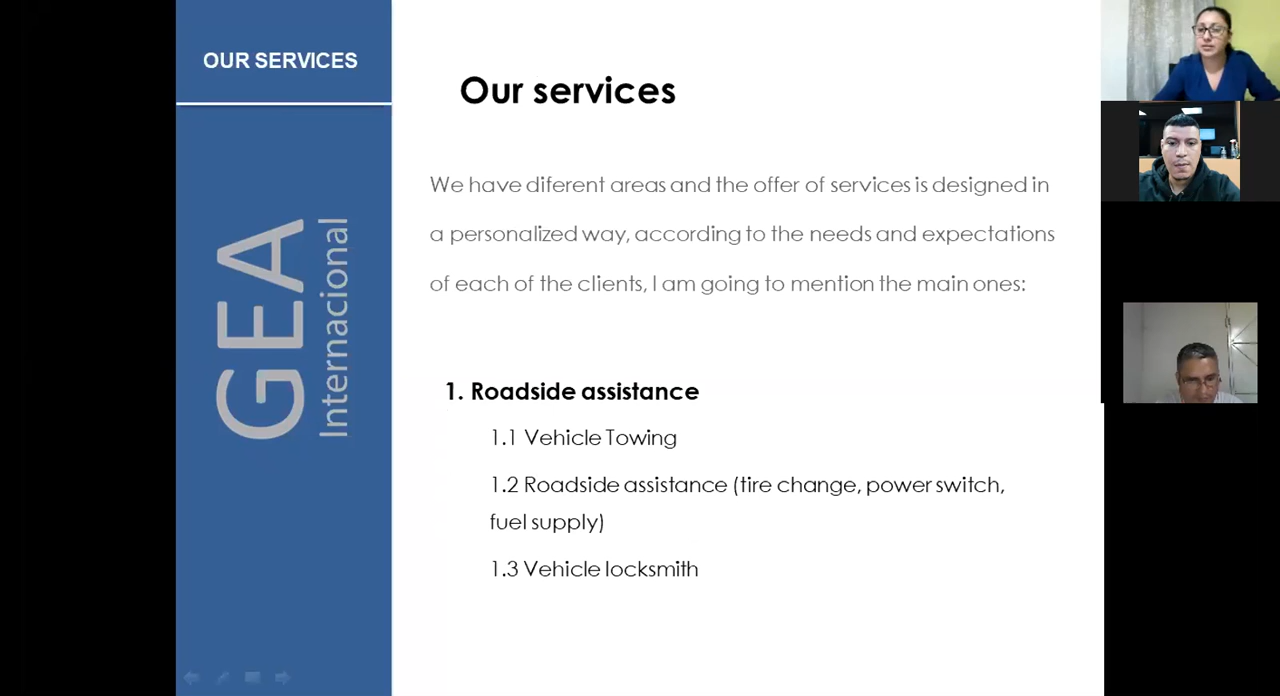 OUR SERVICES
GEA
Internacional
Our services
We have diferent areas and the offer of services is designed in
a personalized way, according to the needs and expectations
of each of the clients, I am going to mention the main ones:
1. Roadside assistance
1.1 Vehicle Towing
1.2 Roadside assistance (tire change, power switch,
fuel supply)
1.3 Vehicle locksmith